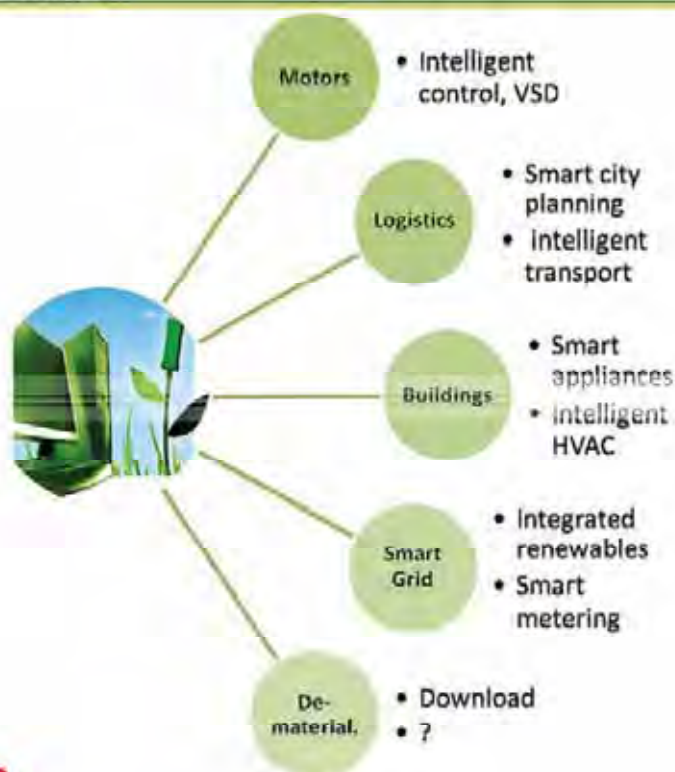 Motors
• Intelligent
control, VSD
Logistics
• Smart city
planning
• intelligent
transport
Buildings
• Smart
appliances
• intelligent
HVAC
Smart
Grid
• Integrated
renewables
• Smart
metering
De-
material.
• Download
• ?